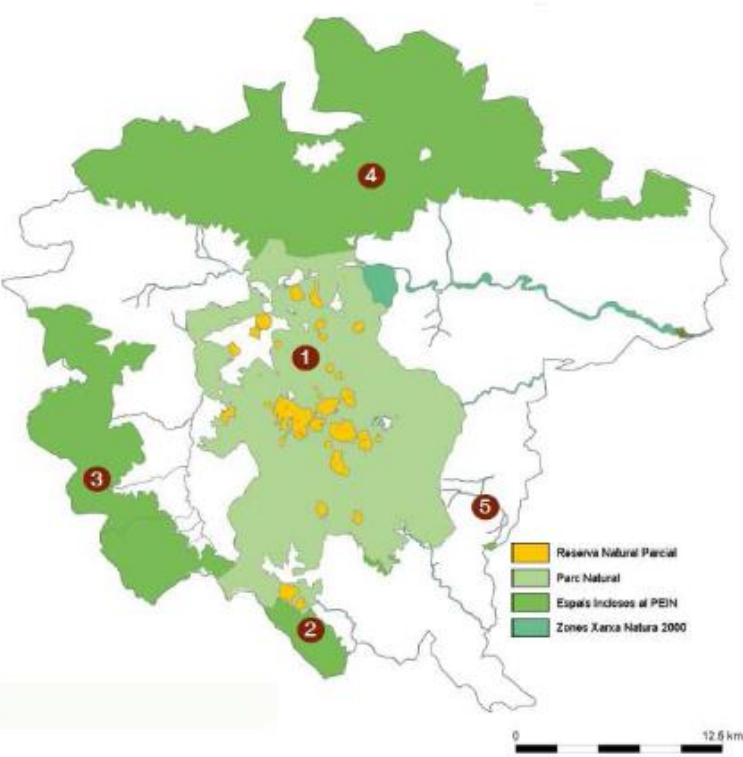 4
1
3
5
2
Reserva Natural Parcial
Parc Natural
Espais Inclosos al PEIN
Zones Xarxa Natura 2000
0 12.5 km